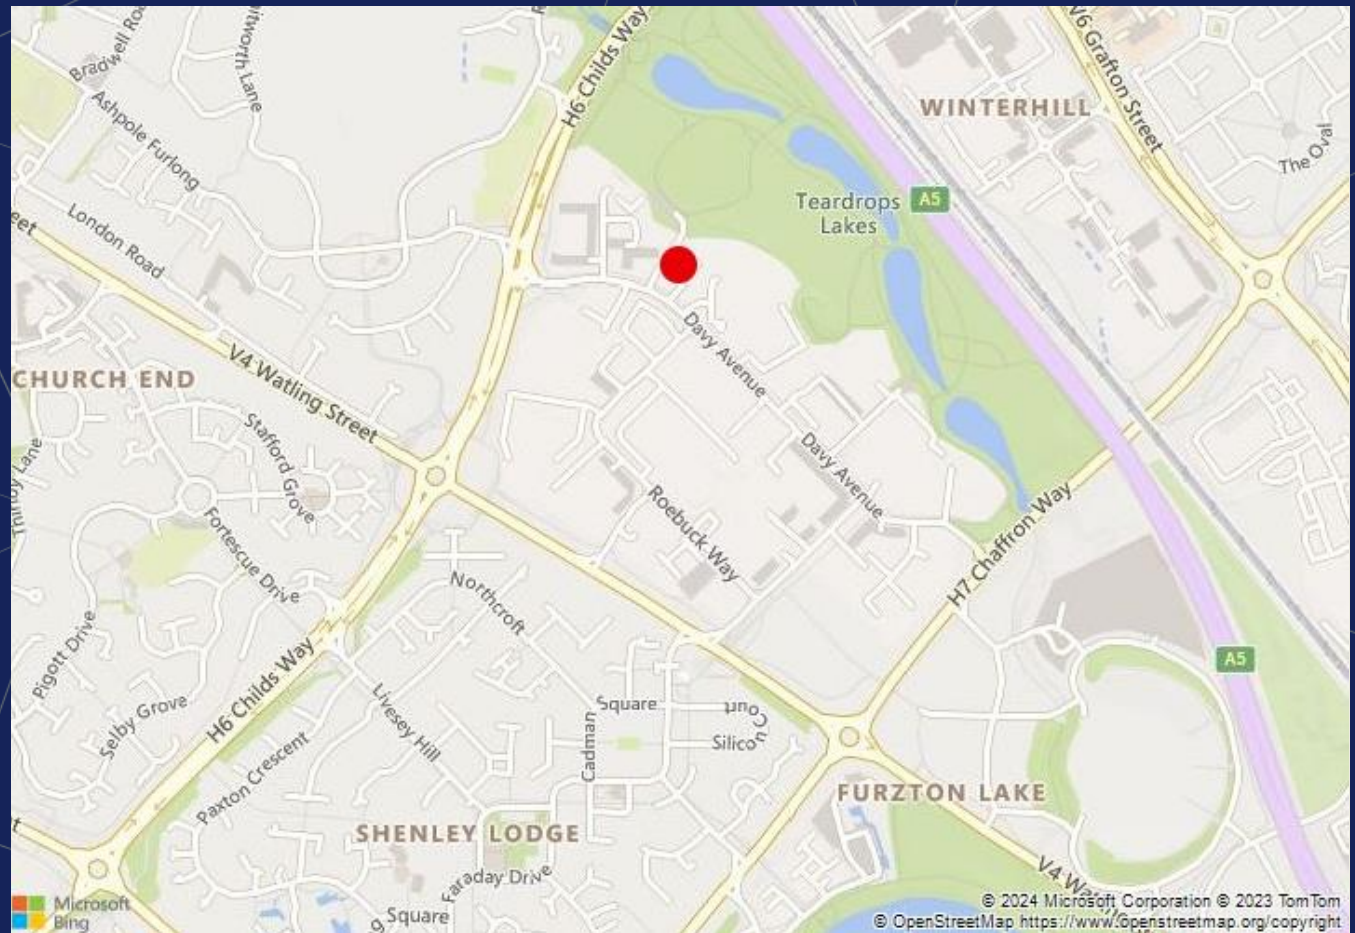 Bradwell Roa
itworth Lane
H6 Childs Way
V6 Grafton Street
WINTERHILL
Ashpole Furlong
The Oval
Teardrops
Lakes
A5
London Road
eet
Davy Avenue
V4 Watling Street
CHURCH END
Stafford Grove
Davy Avenue
Roebuck Way
H7 Chaffron Way
Fortescue Drive
Northcroft
Pigott Drive
A5
H6 Childs Way
Selby Grove
Livesey Hill
Square
Cadman
Silicon Court
Paxton Crescent
FURZTON LAKE
SHENLEY LODGE
Faraday Drive
V4 Wat
g Square
Microsoft
Bing
© 2024 Microsoft Corporation © 2023 TomTom
© OpenStreetMap https://www.openstreetmap.org/copyright